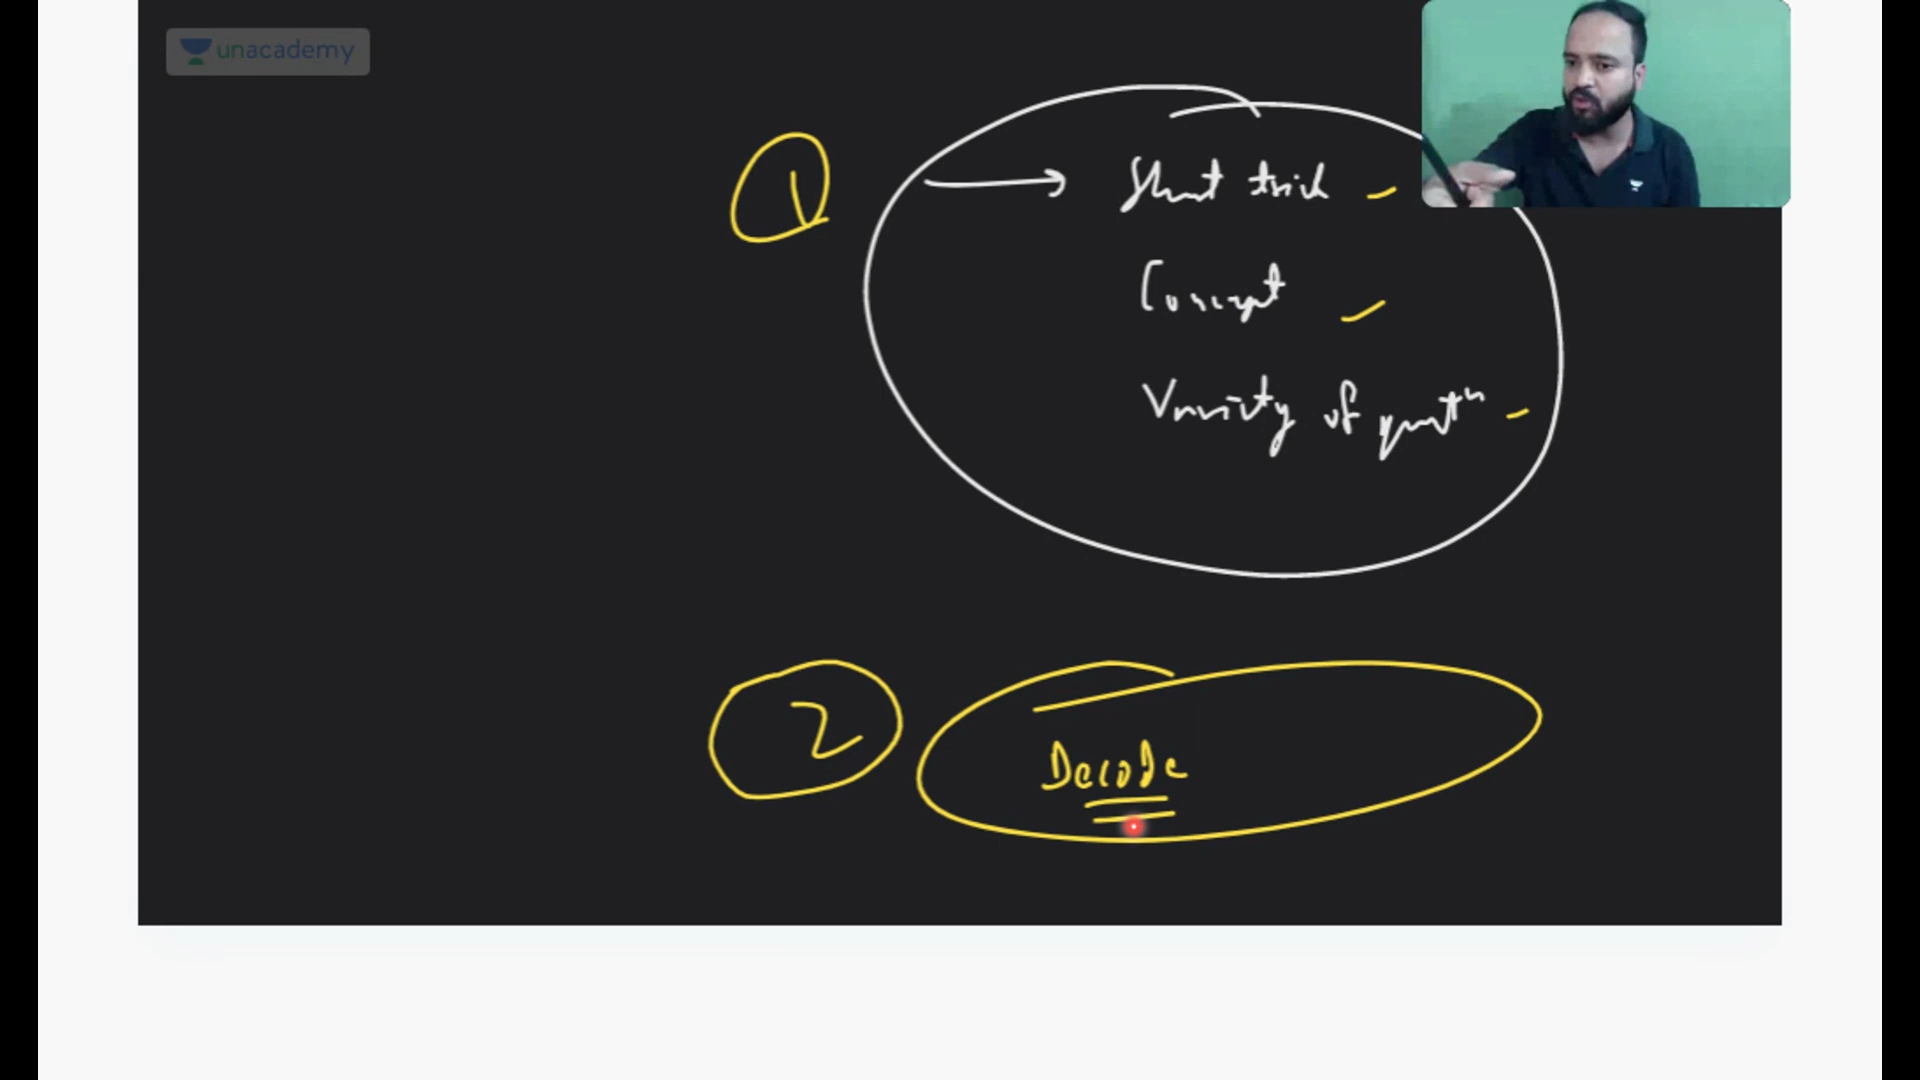 unacademy
1
Short trick
Concept
Variety of questⁿ
2
Decode